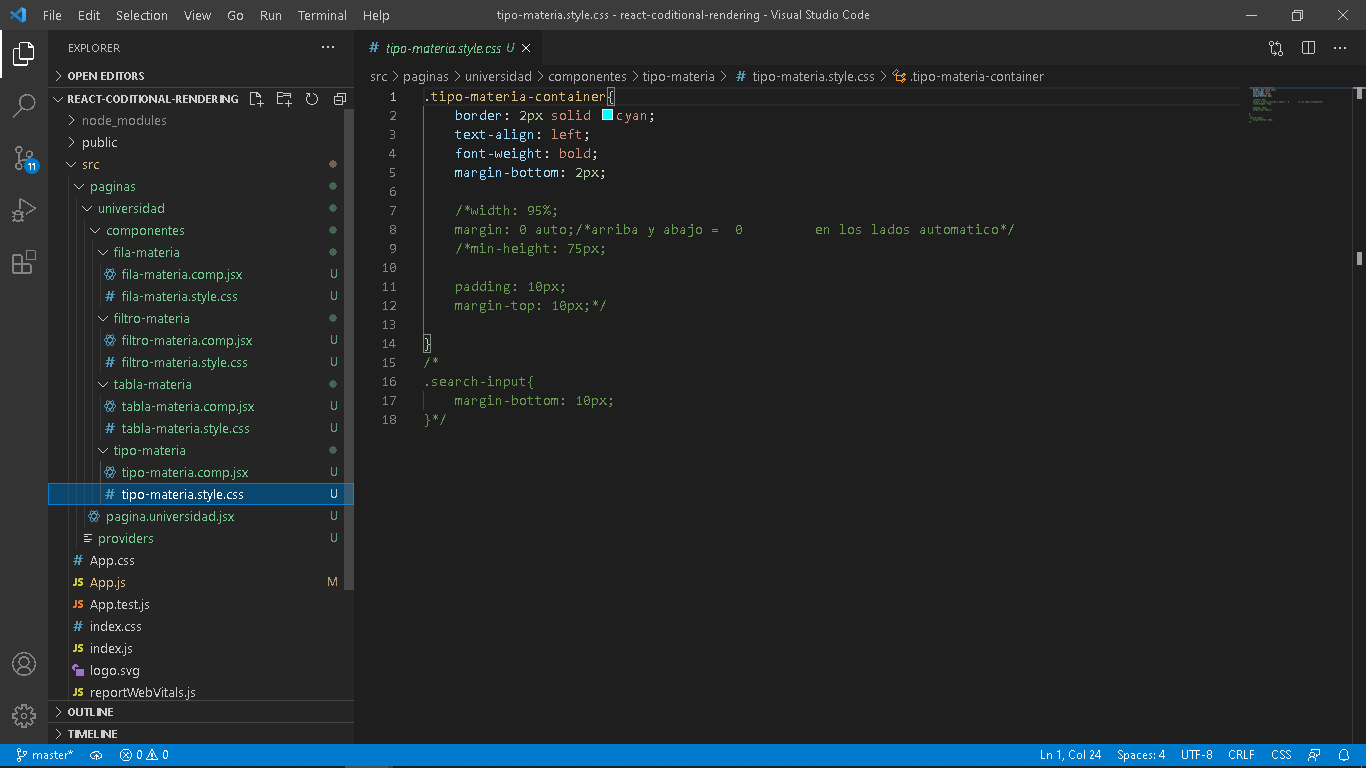 File Edit Selection View Go Run Terminal Help tipo-materia.style.css - react-coditional-rendering - Visual Studio Code
EXPLORER
OPEN EDITORS
REACT-CODITIONAL-RENDERING
node_modules
public
src
paginas
universidad
componentes
fila-materia
fila-materia.comp.jsx U
fila-materia.style.css U
filtro-materia
filtro-materia.comp.jsx U
filtro-materia.style.css U
tabla-materia
tabla-materia.comp.jsx U
tabla-materia.style.css U
tipo-materia
tipo-materia.comp.jsx U
tipo-materia.style.css U
pagina.universidad.jsx U
providers U
App.css
App.js M
App.test.js
index.css
index.js
logo.svg
reportWebVitals.js
OUTLINE
TIMELINE
11
tipo-materia.style.css U
src > paginas > universidad > componentes > tipo-materia > # tipo-materia.style.css > .tipo-materia-container
1 .tipo-materia-container{
2 border: 2px solid cyan;
3 text-align: left;
4 font-weight: bold;
5 margin-bottom: 2px;
6
7 /*width: 95%;
8 margin: 0 auto;/*arriba y abajo = 0 en los lados automatico*/
9 /*min-height: 75px;
10
11 padding: 10px;
12 margin-top: 10px;*/
13
14 }
15 /*
16 .search-input{
17 margin-bottom: 10px;
18 }*/
master* 0 0 Ln 1, Col 24 Spaces: 4 UTF-8 CRLF CSS